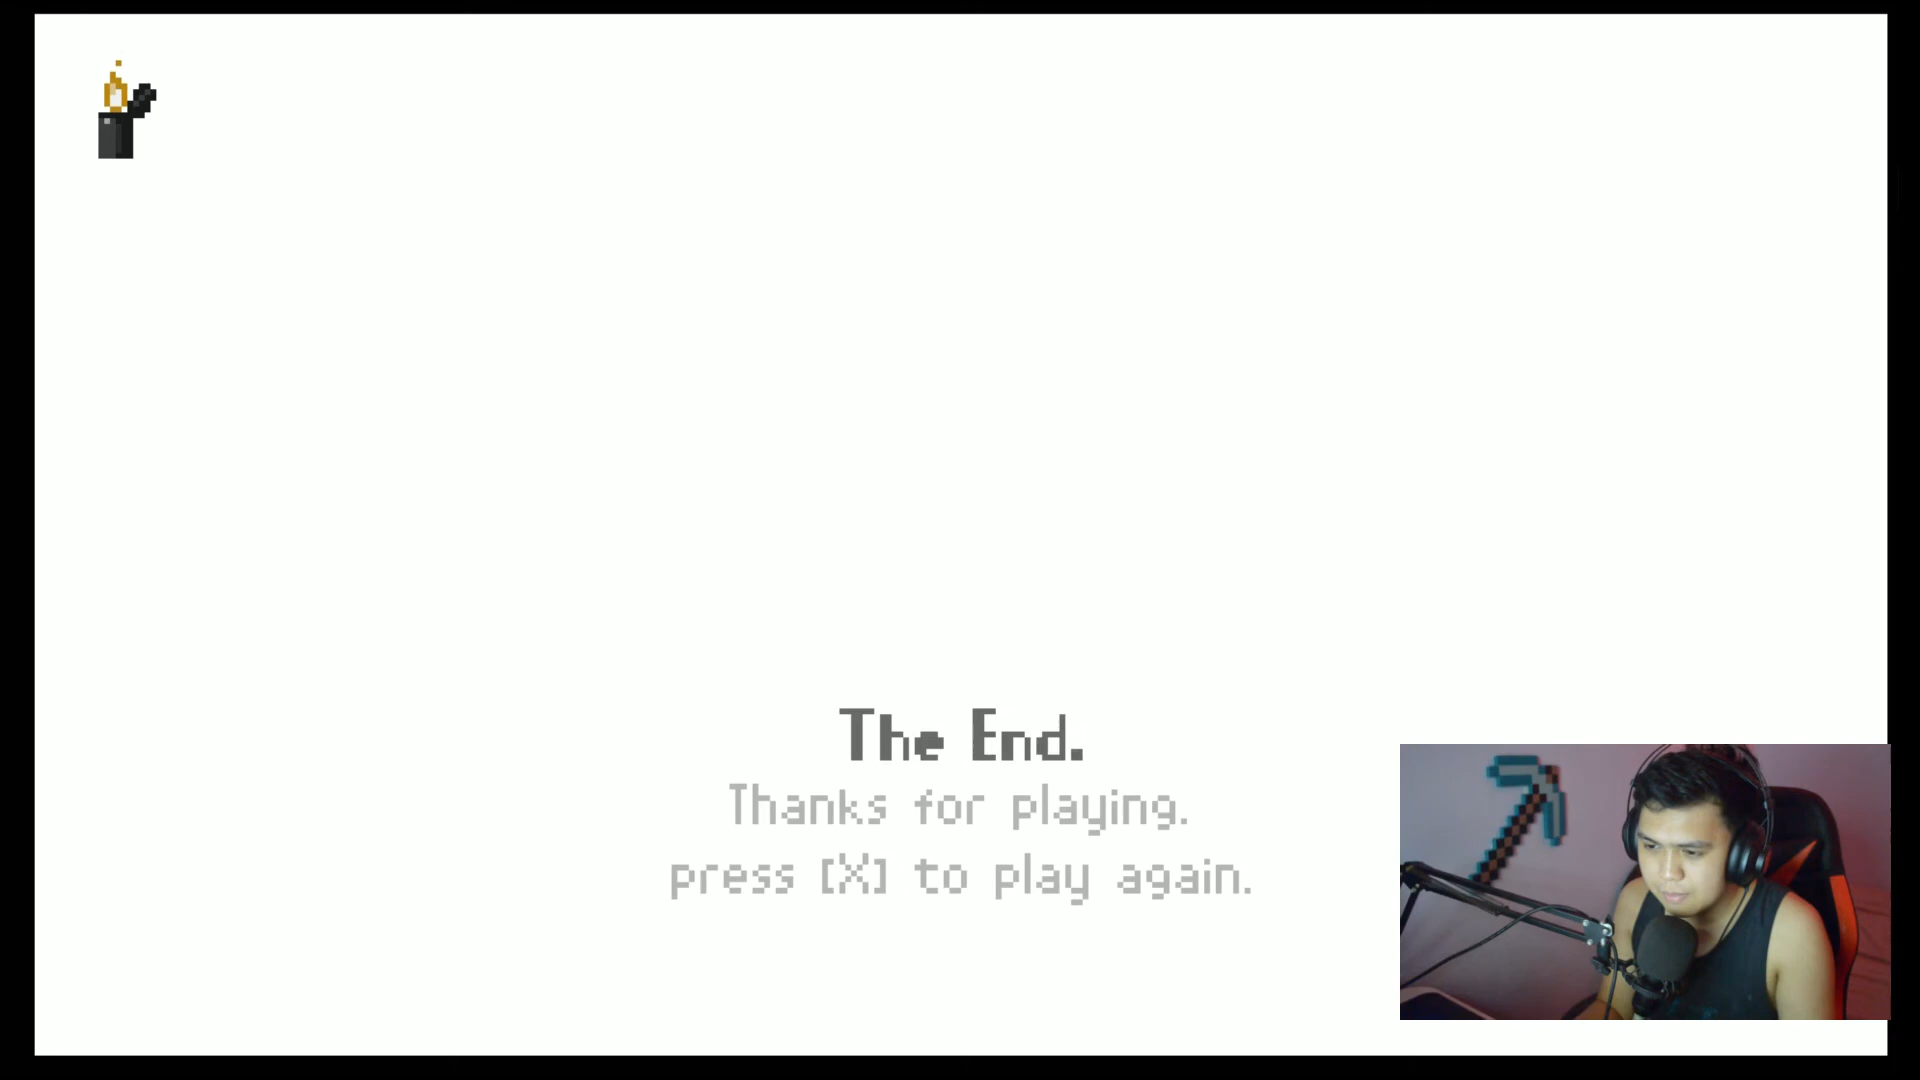 The End.
Thanks for playing.
press [X] to play again.